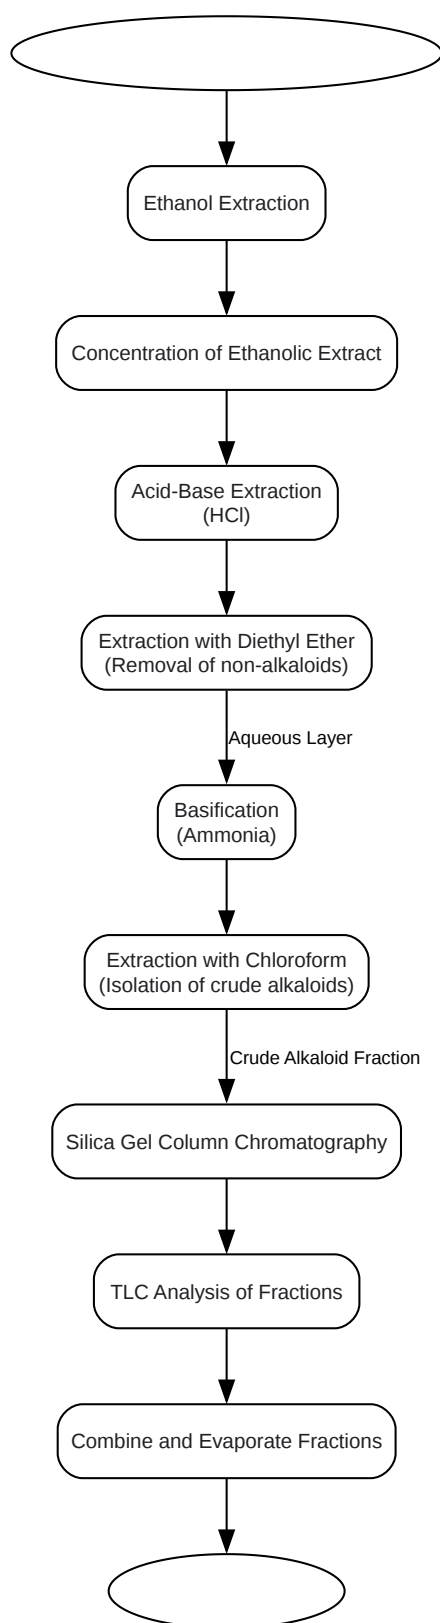 Ethanol Extraction
Concentration of Ethanolic Extract
Acid-Base Extraction
(HCl)
Extraction with Diethyl Ether
(Removal of non-alkaloids)
Aqueous Layer
Basification
(Ammonia)
Extraction with Chloroform
(Isolation of crude alkaloids)
Crude Alkaloid Fraction
Silica Gel Column Chromatography
TLC Analysis of Fractions
Combine and Evaporate Fractions